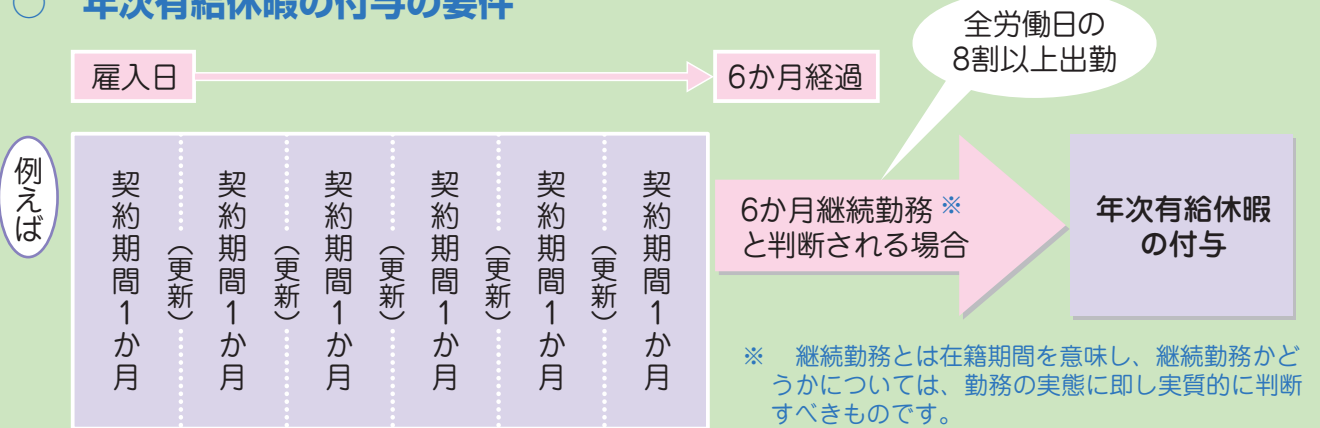 ○ 年次有給休暇の付与の要件
全労働日の
8割以上出勤
雇入日
6か月経過
例えば
契約期間1か月
(更新)
契約期間1か月
(更新)
契約期間1か月
(更新)
契約期間1か月
(更新)
契約期間1か月
(更新)
契約期間1か月
6か月継続勤務※
と判断される場合
年次有給休暇
の付与
※ 継続勤務とは在籍期間を意味し、継続勤務かど
うかについては、勤務の実態に即し実質的に判断
すべきものです。